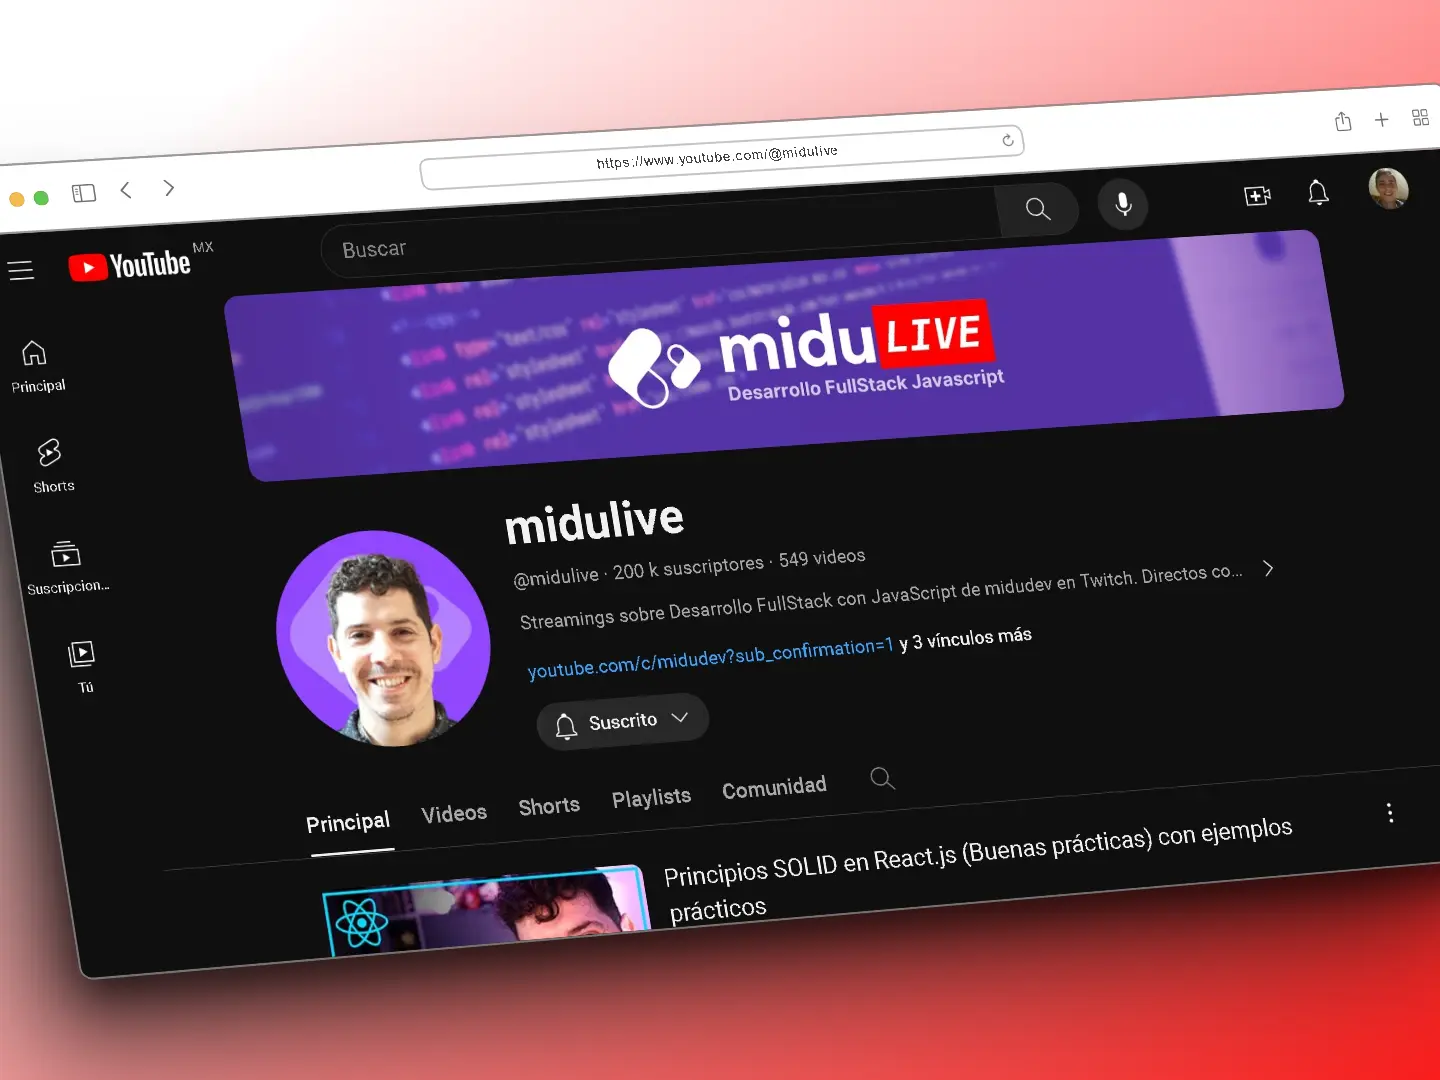 https://www.youtube.com/@midulive
YouTube MX
Buscar
midu LIVE
Desarrollo FullStack Javascript
Principal
Shorts
Suscripcion...
Tú
midulive
@midulive · 200 k suscriptores · 549 videos
Streamings sobre Desarrollo FullStack con JavaScript de midudev en Twitch. Directos co...
youtube.com/c/midudev?sub_confirmation=1 y 3 vínculos más
Suscrito
Principal Videos Shorts Playlists Comunidad
Principios SOLID en React.js (Buenas prácticas) con ejemplos
prácticos